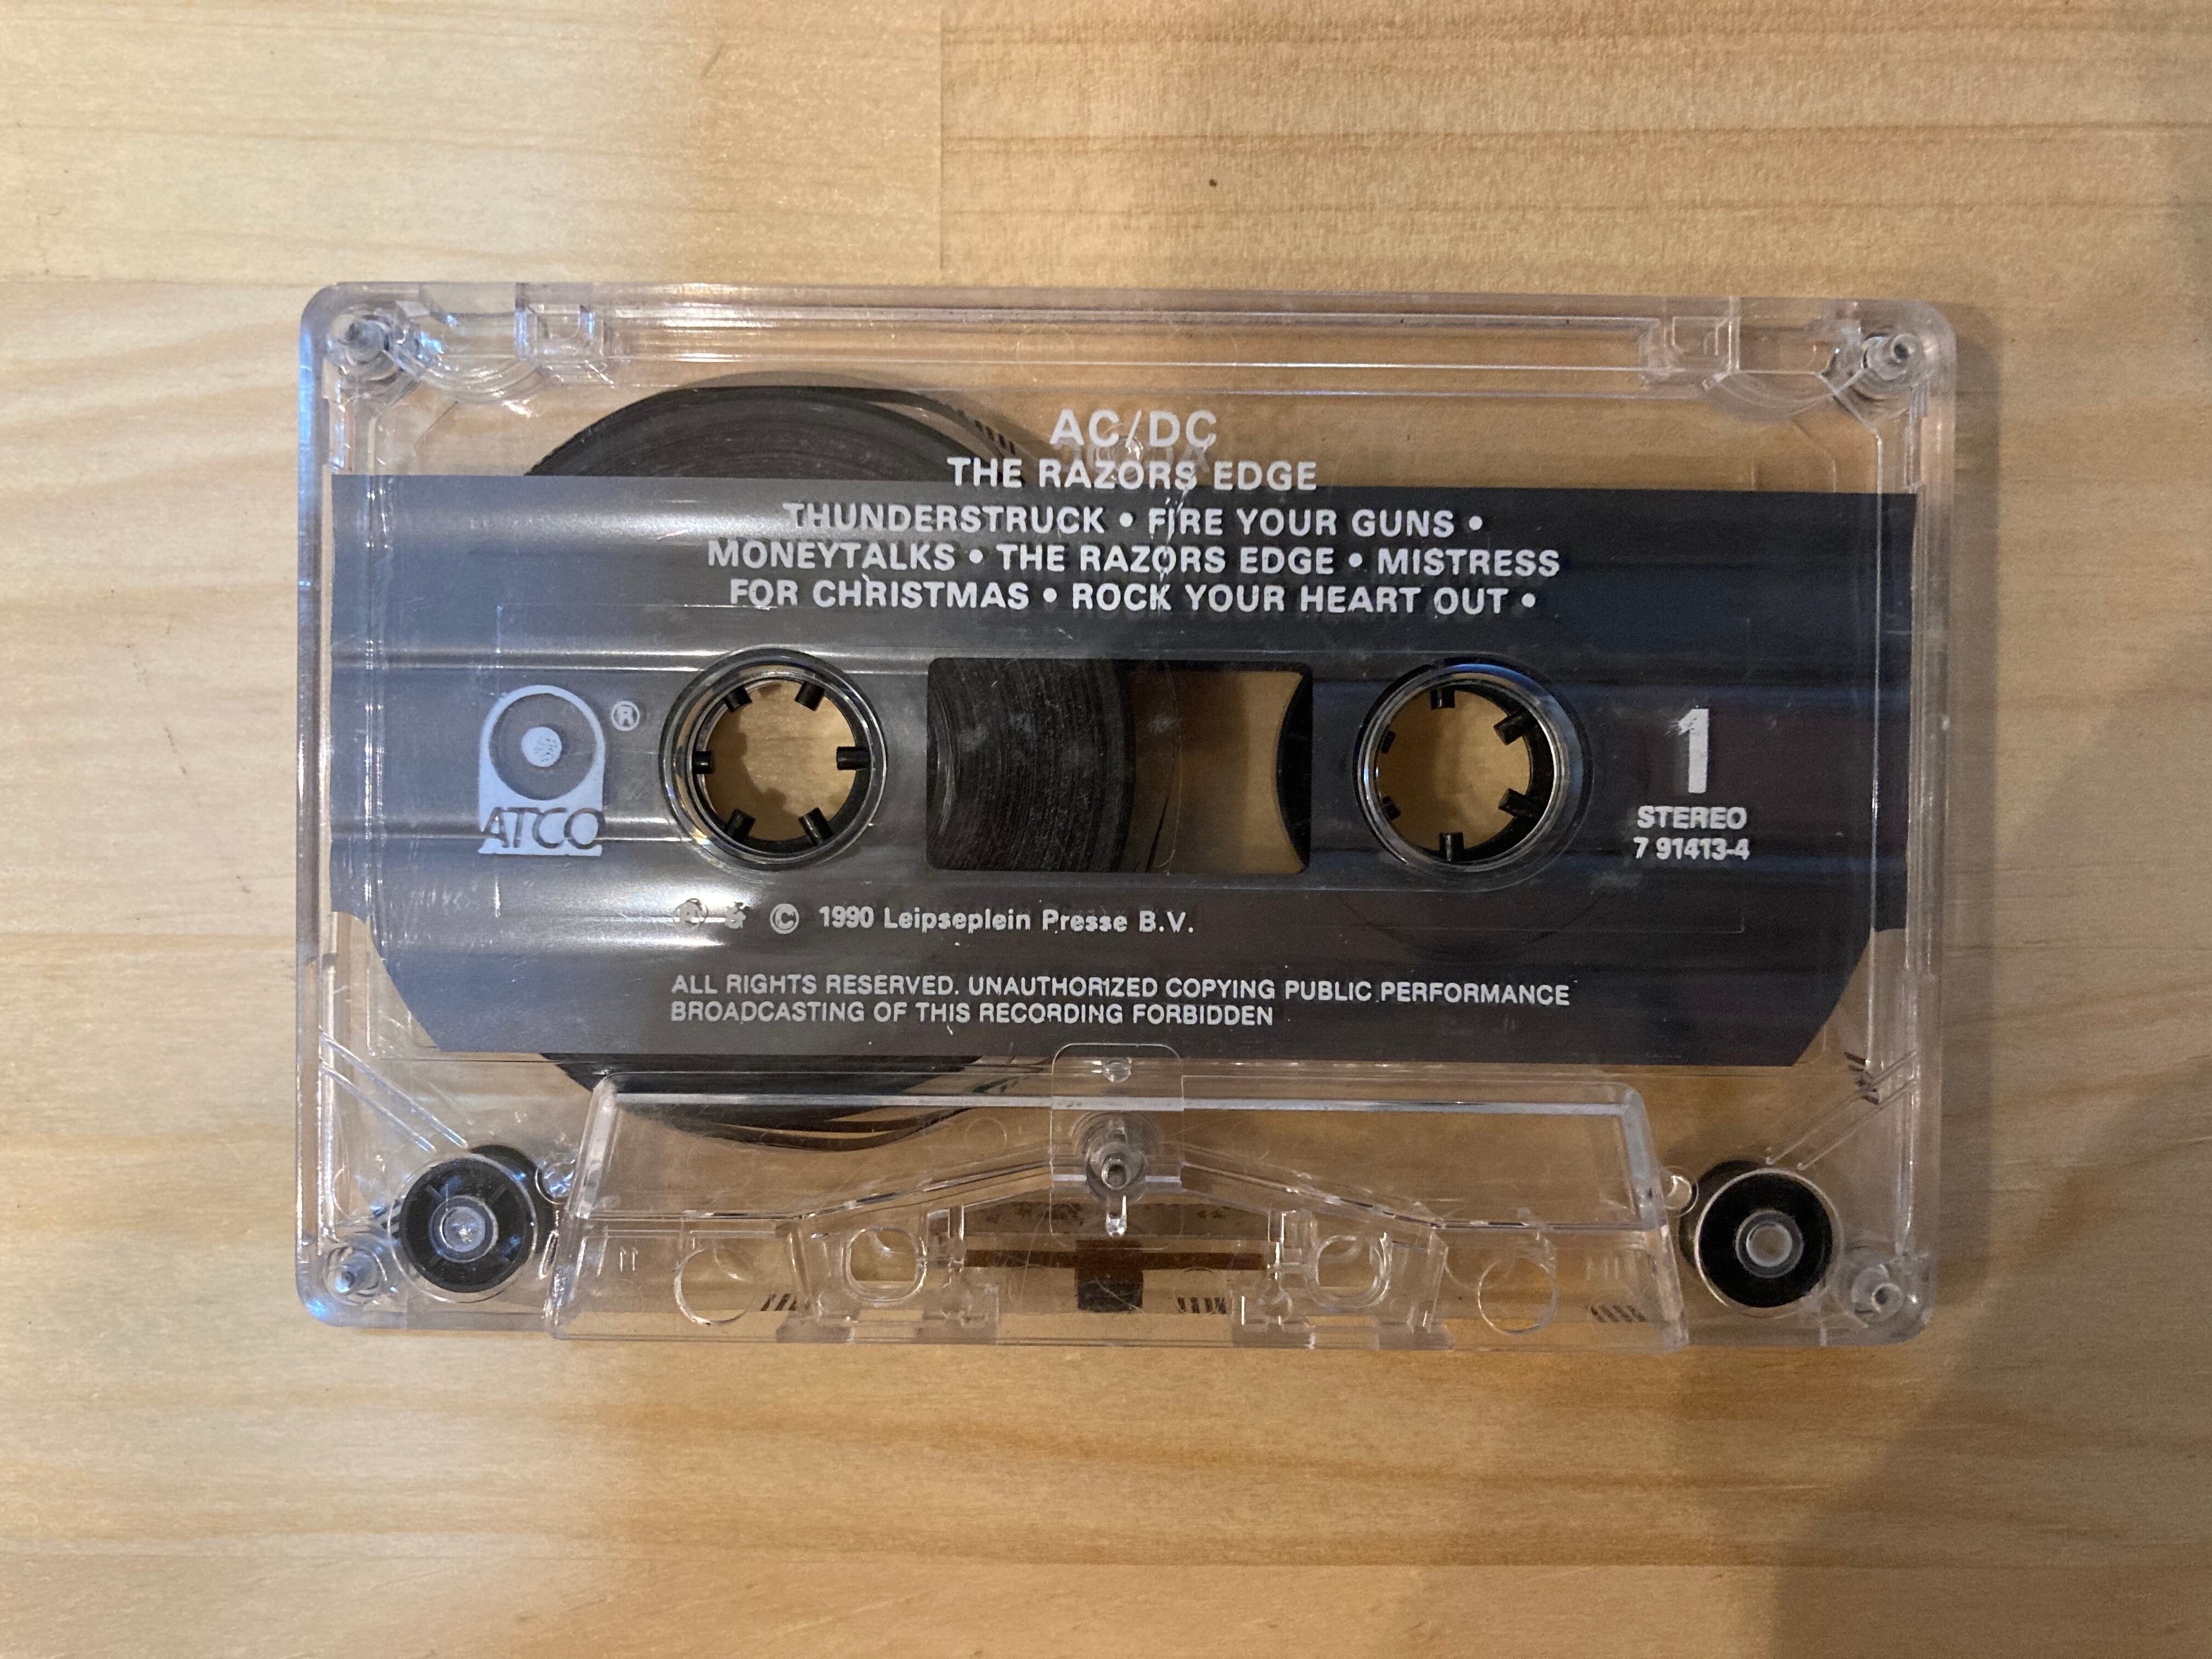 AC/DC
THE RAZORS EDGE
THUNDERSTRUCK • FIRE YOUR GUNS •
MONEYTALKS • THE RAZORS EDGE • MISTRESS
FOR CHRISTMAS • ROCK YOUR HEART OUT •
®
ATCO
1
STEREO
7 91413-4
℗ & © 1990 Leipseplein Presse B.V.
ALL RIGHTS RESERVED. UNAUTHORIZED COPYING PUBLIC PERFORMANCE
BROADCASTING OF THIS RECORDING FORBIDDEN